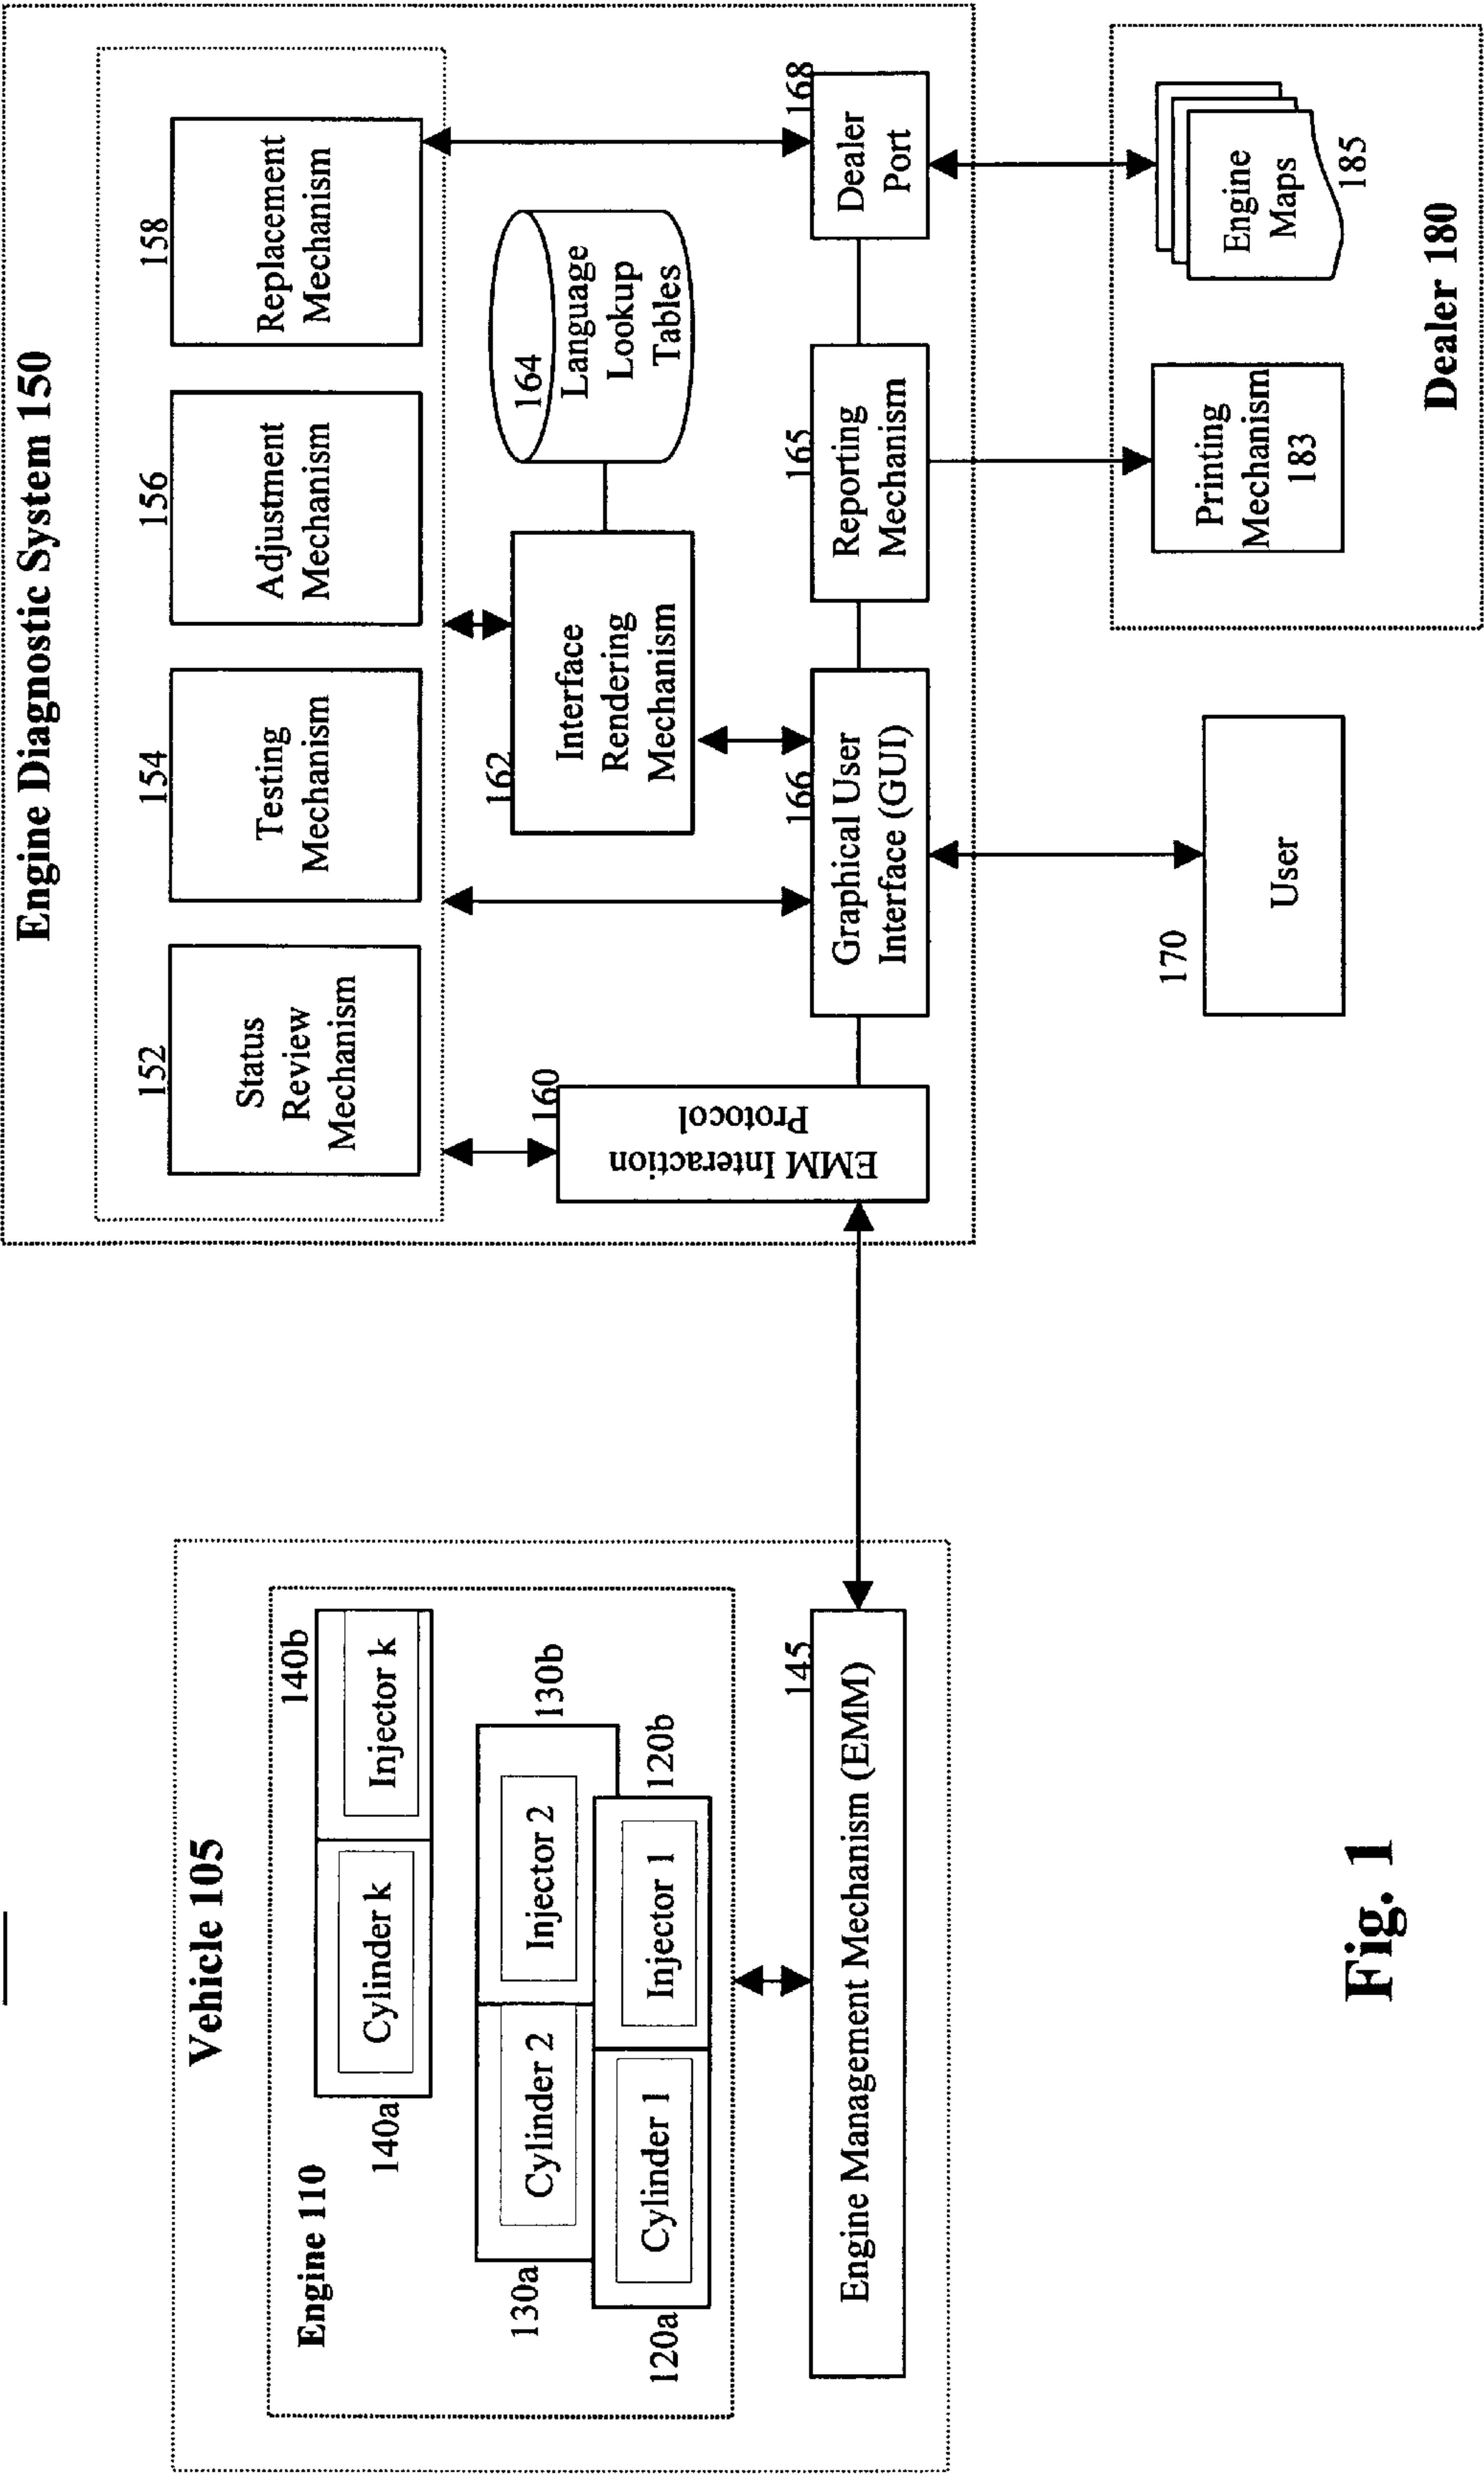 Vehicle 105
Engine 110
140a
Cylinder k
Injector k
140b
130a
Cylinder 2
Injector 2
130b
120a
Cylinder 1
Injector 1
120b
145
Engine Management Mechanism (EMM)
Engine Diagnostic System 150
152
Status
Review
Mechanism
154
Testing
Mechanism
156
Adjustment
Mechanism
158
Replacement
Mechanism
160
EMM Interaction
Protocol
162
Interface
Rendering
Mechanism
164
Language
Lookup
Tables
166
Graphical User
Interface (GUI)
165
Reporting
Mechanism
168
Dealer
Port
170
User
Printing
Mechanism
183
Engine
Maps
185
Dealer 180
Fig. 1